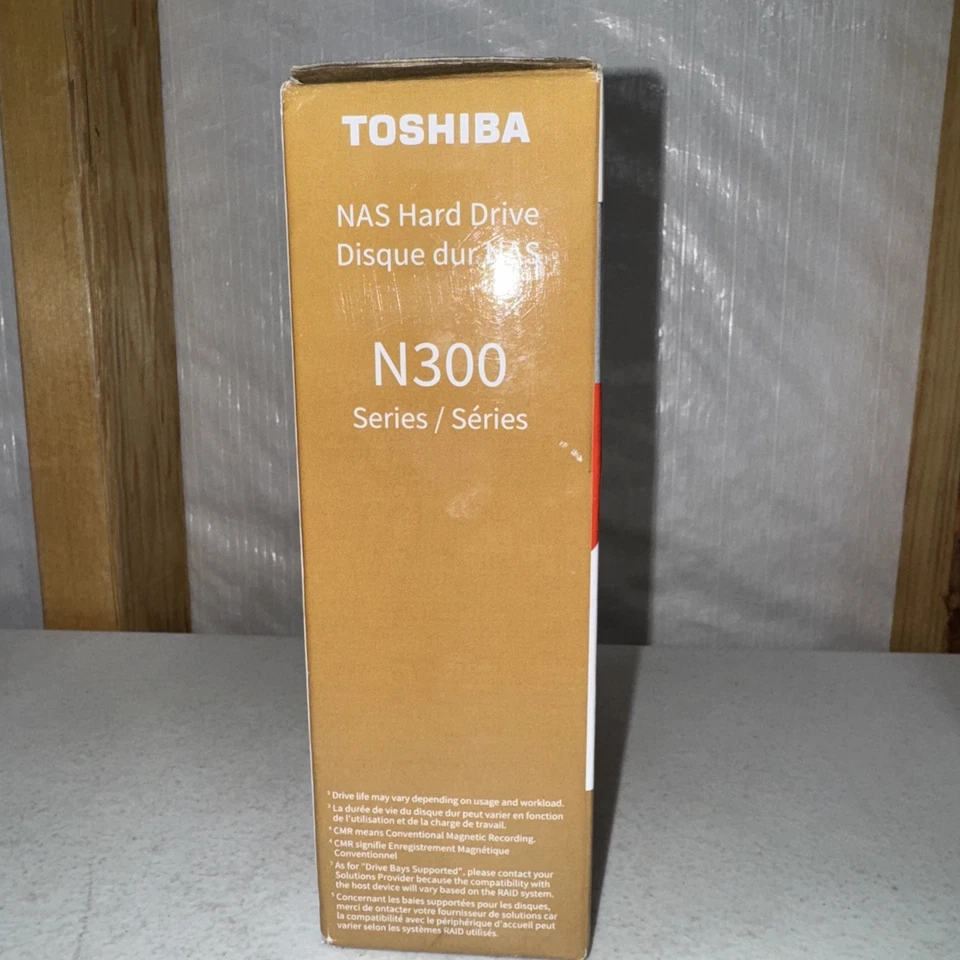 TOSHIBA
NAS Hard Drive
Disque dur NAS
N300
Series / Séries
³ Drive life may vary depending on usage and workload.
³ La durée de vie du disque dur peut varier en fonction
de l'utilisation et de la charge de travail.
⁴ CMR means Conventional Magnetic Recording.
⁴ CMR signifie Enregistrement Magnétique
Conventionnel
⁵ As for "Drive Bays Supported", please contact your
Solutions Provider because the compatibility with
the host device will vary based on the RAID system.
⁵ Concernant les baies supportées pour les disques,
merci de ontacter votre fournisseur de solutions car
la compatibilité avec le périphérique d'accueil peut
varier selon les systèmes RAID utilisés.